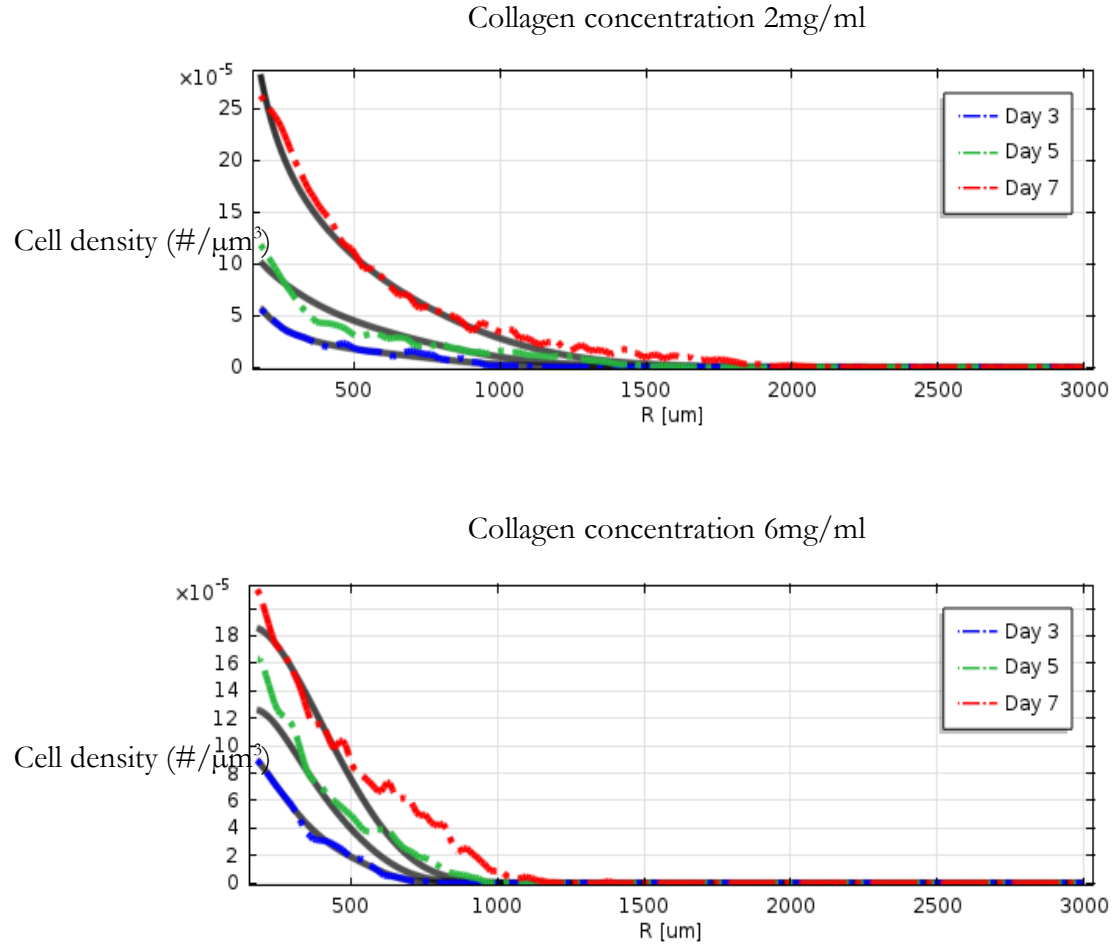 Collagen concentration 2mg/ml
×10⁻⁵
25
20
15
10
5
0
Cell density (#/μm³)
Day 3
Day 5
Day 7
500 1000 1500 2000 2500 3000
R [um]
Collagen concentration 6mg/ml
×10⁻⁵
18
16
14
12
10
8
6
4
2
0
Cell density (#/μm³)
Day 3
Day 5
Day 7
500 1000 1500 2000 2500 3000
R [um]